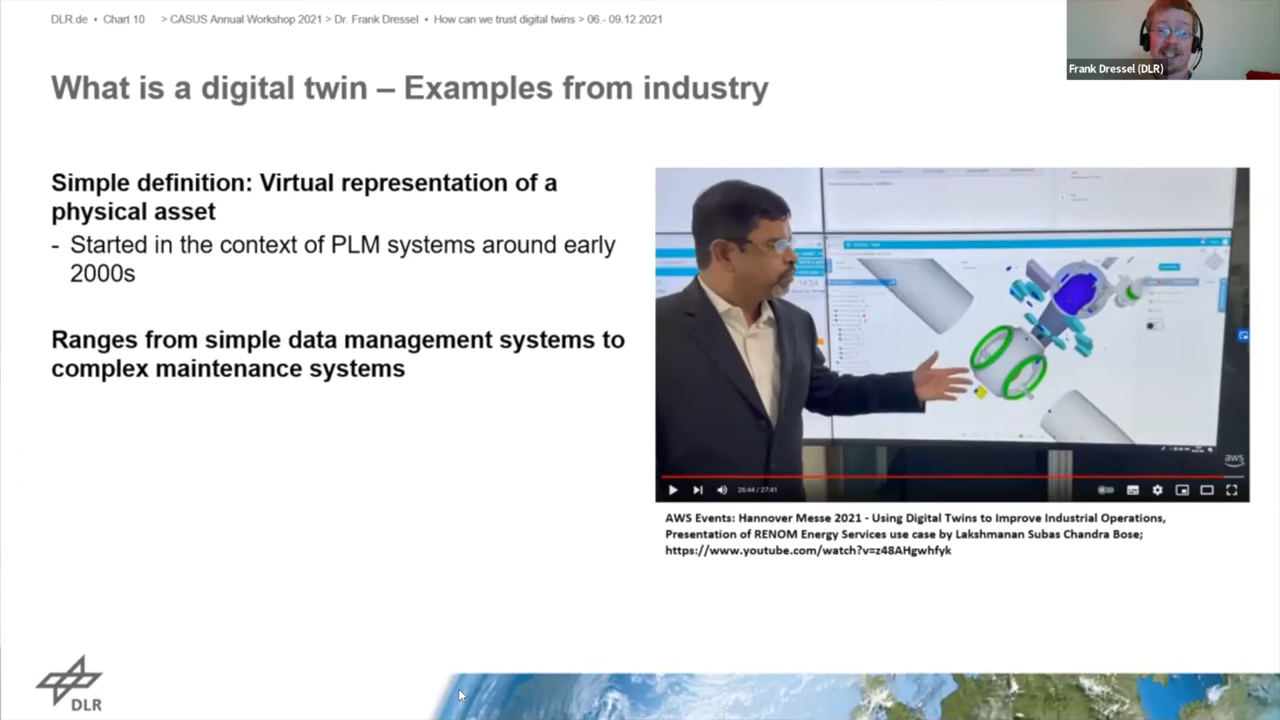 DLR.de • Chart 10 > CASUS Annual Workshop 2021 > Dr. Frank Dressel • How can we trust digital twins > 06.- 09.12.2021
Frank Dressel (DLR)
What is a digital twin – Examples from industry
Simple definition: Virtual representation of a
physical asset
- Started in the context of PLM systems around early
2000s
Ranges from simple data management systems to
complex maintenance systems
aws
26:44 / 27:41
AWS Events: Hannover Messe 2021 - Using Digital Twins to Improve Industrial Operations,
Presentation of RENOM Energy Services use case by Lakshmanan Subas Chandra Bose;
https://www.youtube.com/watch?v=z48AHgwhfyk
DLR